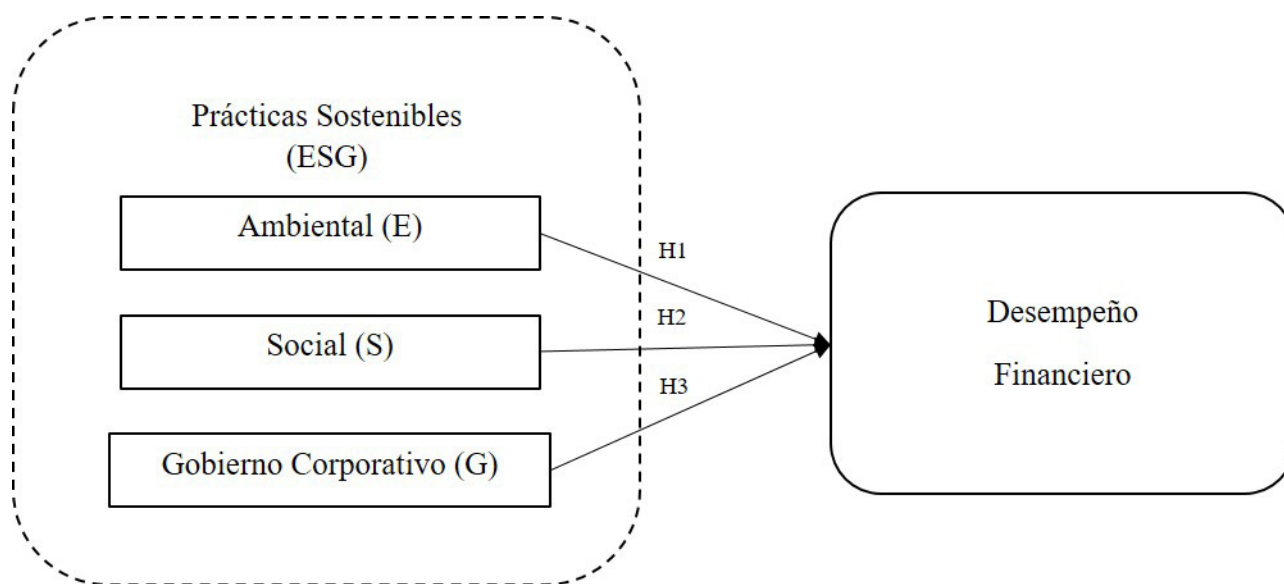 Prácticas Sostenibles
(ESG)
Ambiental (E)
Social (S)
Gobierno Corporativo (G)
H1
H2
H3
Desempeño
Financiero